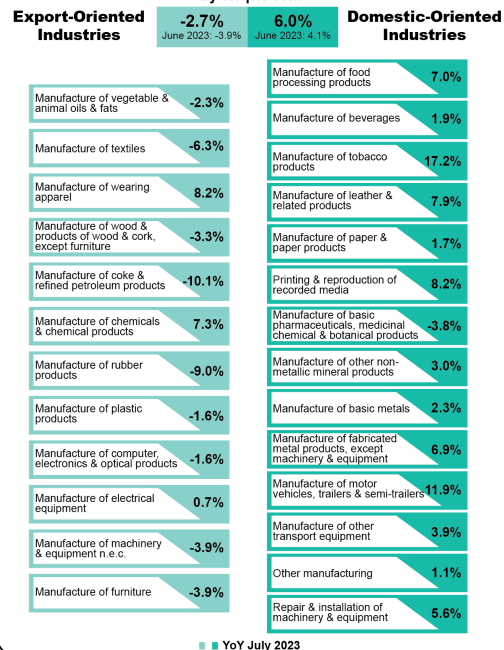 Export-Oriented
Industries
-2.7%
June 2023: -3.9%
6.0%
June 2023: 4.1%
Domestic-Oriented
Industries
Manufacture of vegetable &
animal oils & fats
-2.3%
Manufacture of textiles
-6.3%
Manufacture of wearing
apparel
8.2%
Manufacture of wood &
products of wood & cork,
except furniture
-3.3%
Manufacture of coke &
refined petroleum products
-10.1%
Manufacture of chemicals
& chemical products
7.3%
Manufacture of rubber
products
-9.0%
Manufacture of plastic
products
-1.6%
Manufacture of computer,
electronics & optical products
-1.6%
Manufacture of electrical
equipment
0.7%
Manufacture of machinery
& equipment n.e.c.
-3.9%
Manufacture of furniture
-3.9%
Manufacture of food
processing products
7.0%
Manufacture of beverages
1.9%
Manufacture of tobacco
products
17.2%
Manufacture of leather &
related products
7.9%
Manufacture of paper &
paper products
1.7%
Printing & reproduction of
recorded media
8.2%
Manufacture of basic
pharmaceuticals, medicinal
chemical & botanical products
-3.8%
Manufacture of other non-
metallic mineral products
3.0%
Manufacture of basic metals
2.3%
Manufacture of fabricated
metal products, except
machinery & equipment
6.9%
Manufacture of motor
vehicles, trailers & semi-trailers
11.9%
Manufacture of other
transport equipment
3.9%
Other manufacturing
1.1%
Repair & installation of
machinery & equipment
5.6%
YoY July 2023